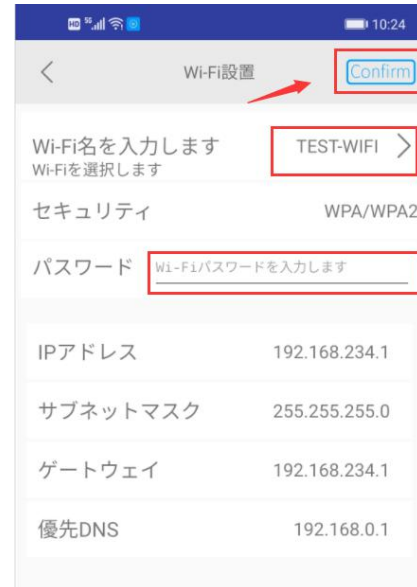 HD 5G 10:24
Wi-Fi設置 Confirm
Wi-Fi名を入力します TEST-WIFI
Wi-Fiを選択します
セキュリティ WPA/WPA2
パスワード Wi-Fiパスワードを入力します
IPアドレス 192.168.234.1
サブネットマスク 255.255.255.0
ゲートウェイ 192.168.234.1
優先DNS 192.168.0.1